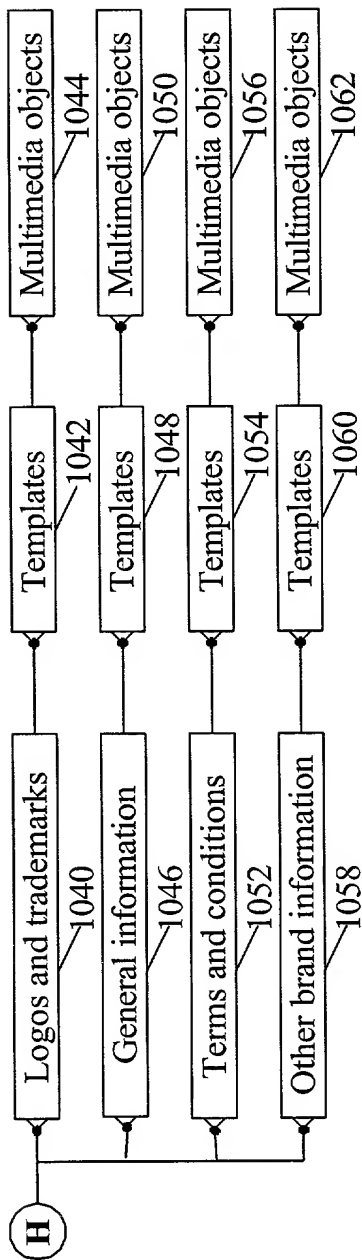 H
Logos and trademarks
1040
Templates
1042
Multimedia objects
1044
General information
1046
Templates
1048
Multimedia objects
1050
Terms and conditions
1052
Templates
1054
Multimedia objects
1056
Other brand information
1058
Templates
1060
Multimedia objects
1062